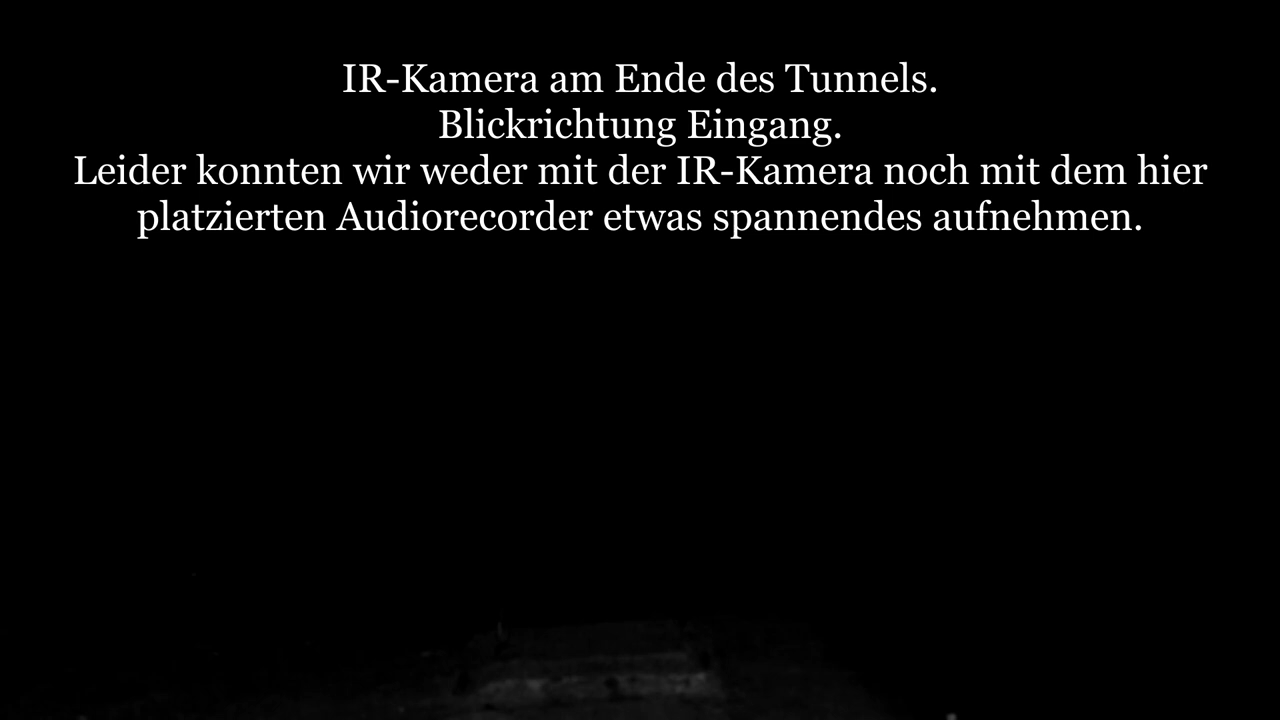 IR-Kamera am Ende des Tunnels.
Blickrichtung Eingang.
Leider konnten wir weder mit der IR-Kamera noch mit dem hier
platzierten Audiorecorder etwas spannendes aufnehmen.